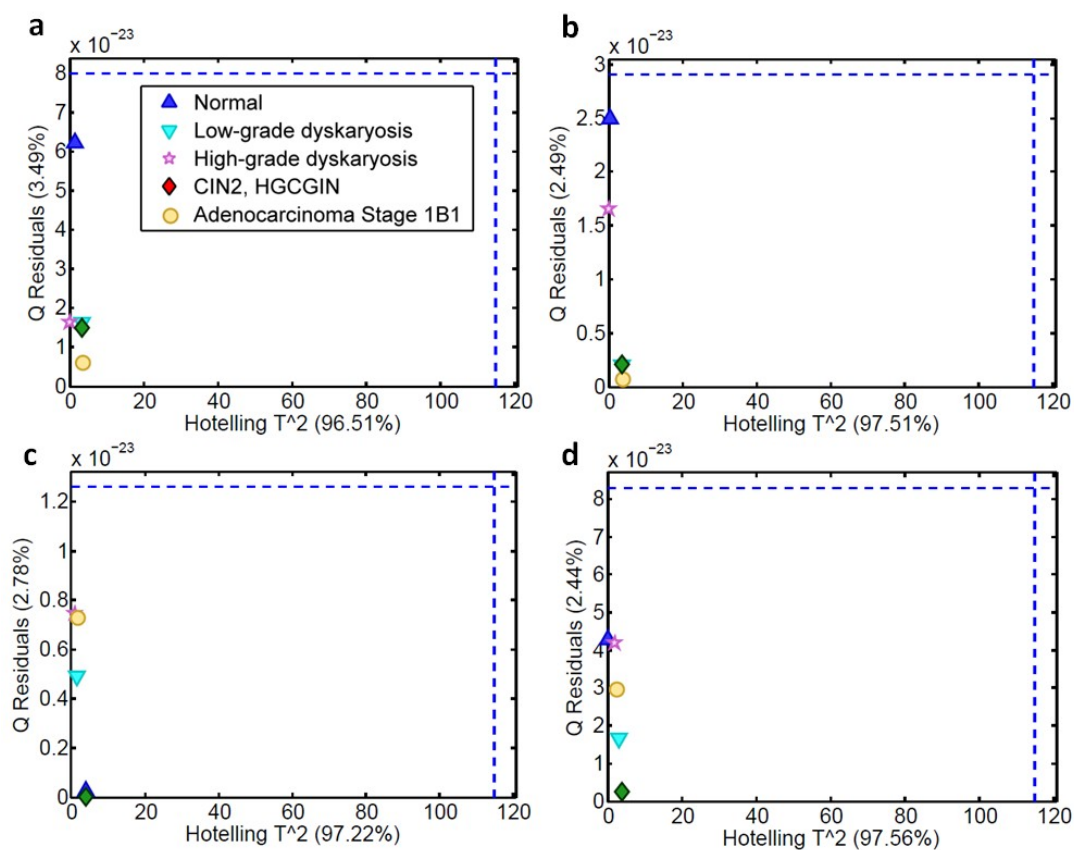 a
x 10−23
8
7
6
5
4
3
2
1
0
Q Residuals (3.49%)
Normal
Low-grade dyskaryosis
High-grade dyskaryosis
CIN2, HGCGIN
Adenocarcinoma Stage 1B1
0 20 40 60 80 100 120
Hotelling T^2 (96.51%)
b
x 10−23
3
2.5
2
1.5
1
0.5
0
Q Residuals (2.49%)
0 20 40 60 80 100 120
Hotelling T^2 (97.51%)
c
x 10−23
1.2
1
0.8
0.6
0.4
0.2
0
Q Residuals (2.78%)
0 20 40 60 80 100 120
Hotelling T^2 (97.22%)
d
x 10−23
8
7
6
5
4
3
2
1
0
Q Residuals (2.44%)
0 20 40 60 80 100 120
Hotelling T^2 (97.56%)